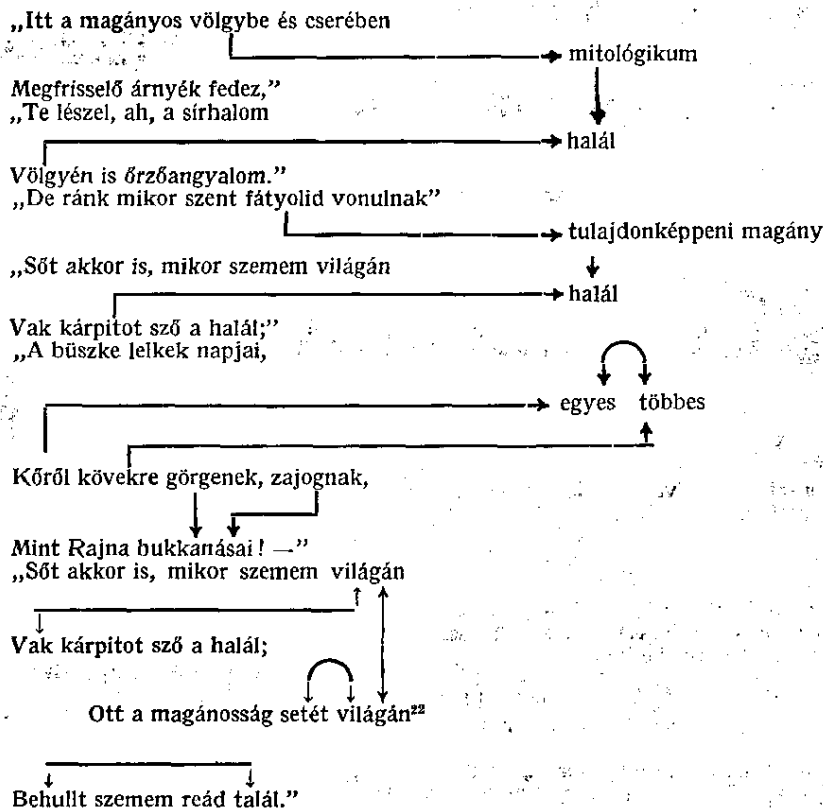 „Itt a magányos völgybe és cserében
mitológikum
Megfrisselő árnyék fedez,”
„Te lészel, ah, a sírhalom
halál
Völgyén is őrzőangyalom.”
„De ránk mikor szent fátyolid vonulnak”
tulajdonképpeni magány
„Sőt akkor is, mikor szemem világán
halál
Vak kárpitot sző a halál;”
„A büszke lelkek napjai,
egyes többes
Kőről kövekre görgenek, zajognak,
Mint Rajna bukkanásai! —”
„Sőt akkor is, mikor szemem világán
Vak kárpitot sző a halál;
Ott a magánosság setét világán²²
Behullt szemem reád talál.”